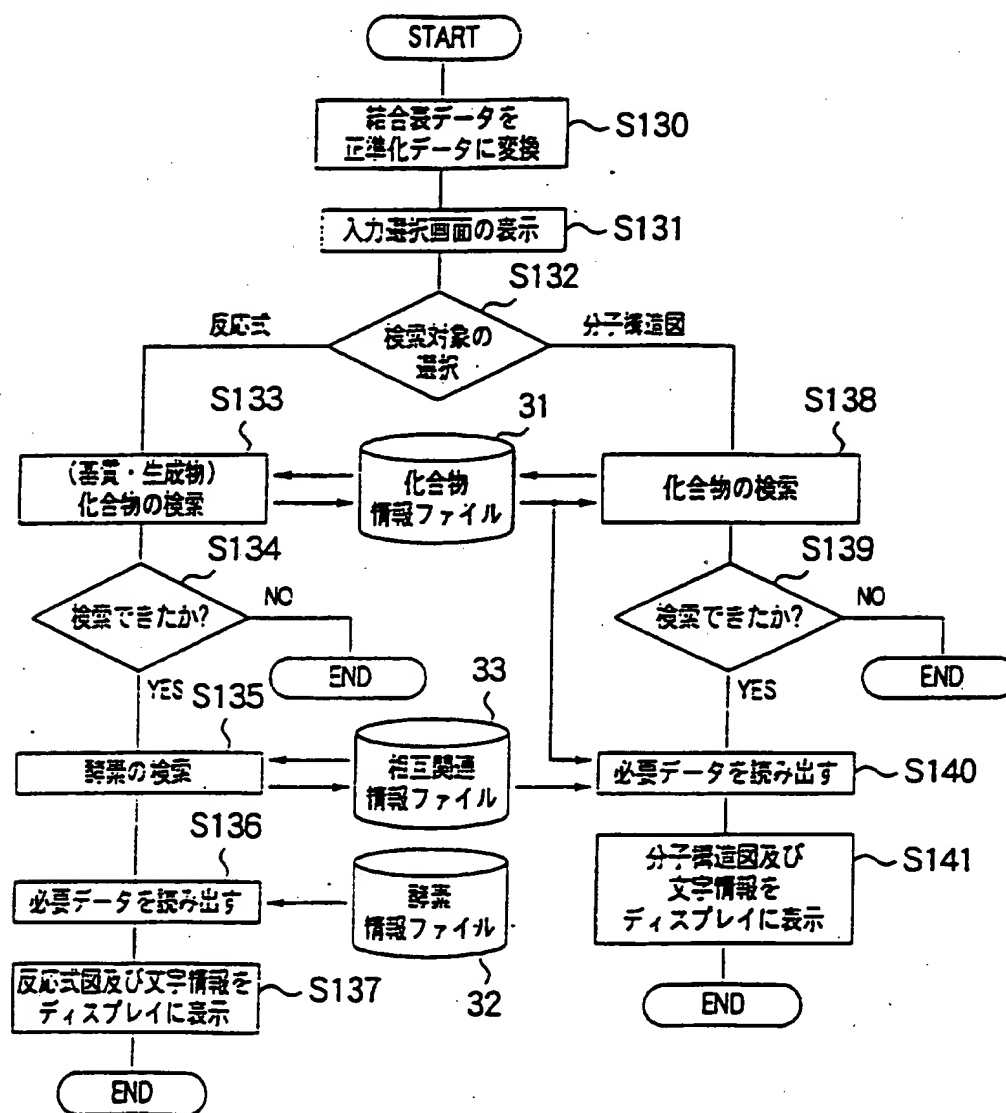 START
結合表データを
正準化データに変換
S130
入力選択画面の表示
S131
S132
反応式
検索対象の
選択
分子構造図
S133
(基質・生成物)
化合物の検索
31
化合物
情報ファイル
S138
化合物の検索
S134
検索できたか?
NO
END
YES
S139
検索できたか?
NO
END
YES
S135
酵素の検索
33
相互関連
情報ファイル
必要データを読み出す
S140
S136
必要データを読み出す
酵素
情報ファイル
32
分子構造図及び
文字情報を
ディスプレイに表示
S141
反応式図及び文字情報を
ディスプレイに表示
S137
END
END